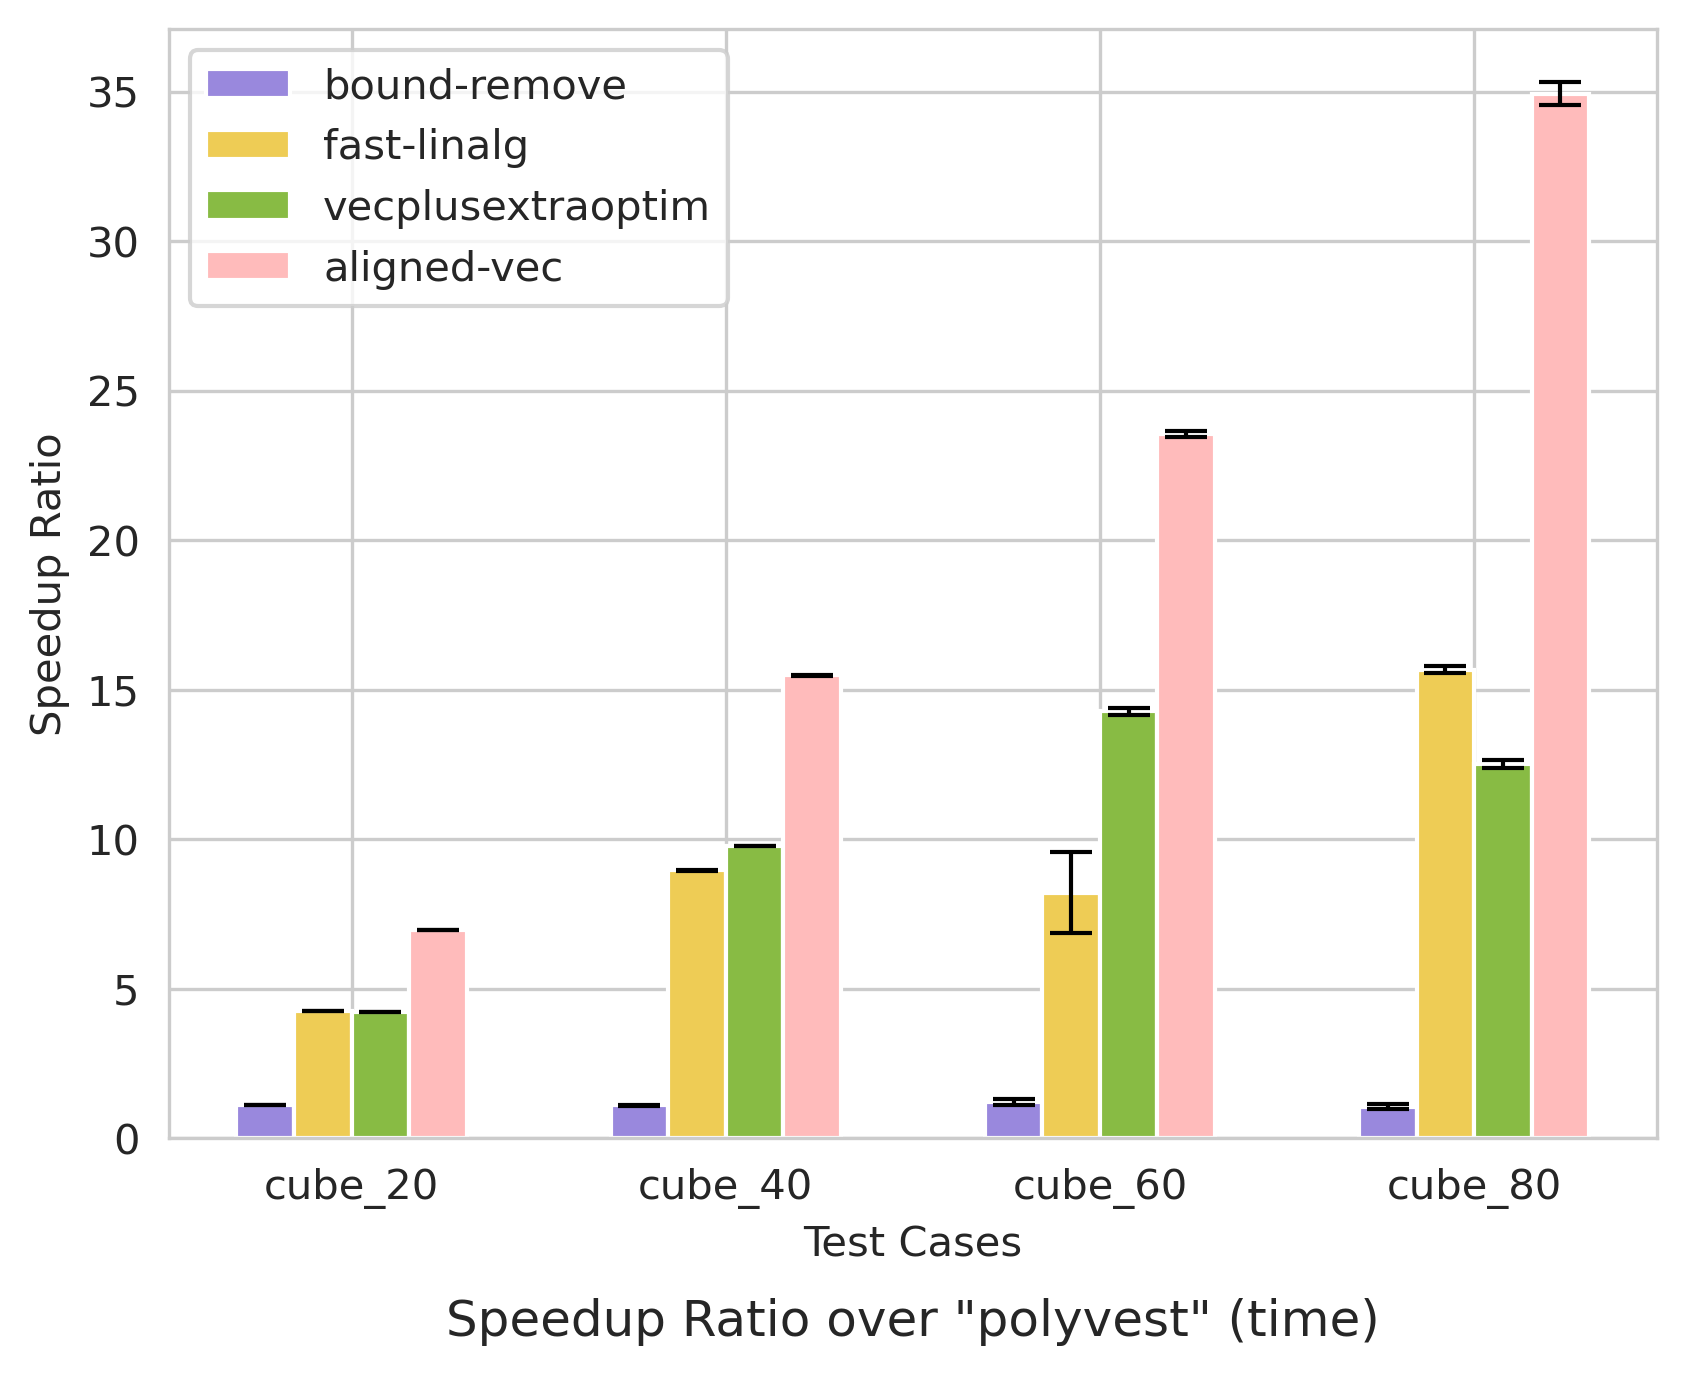 bound-remove
fast-linalg
vecplusextraoptim
aligned-vec
35
30
25
20
15
10
5
0
Speedup Ratio
cube_20 cube_40 cube_60 cube_80
Test Cases
Speedup Ratio over "polyvest" (time)